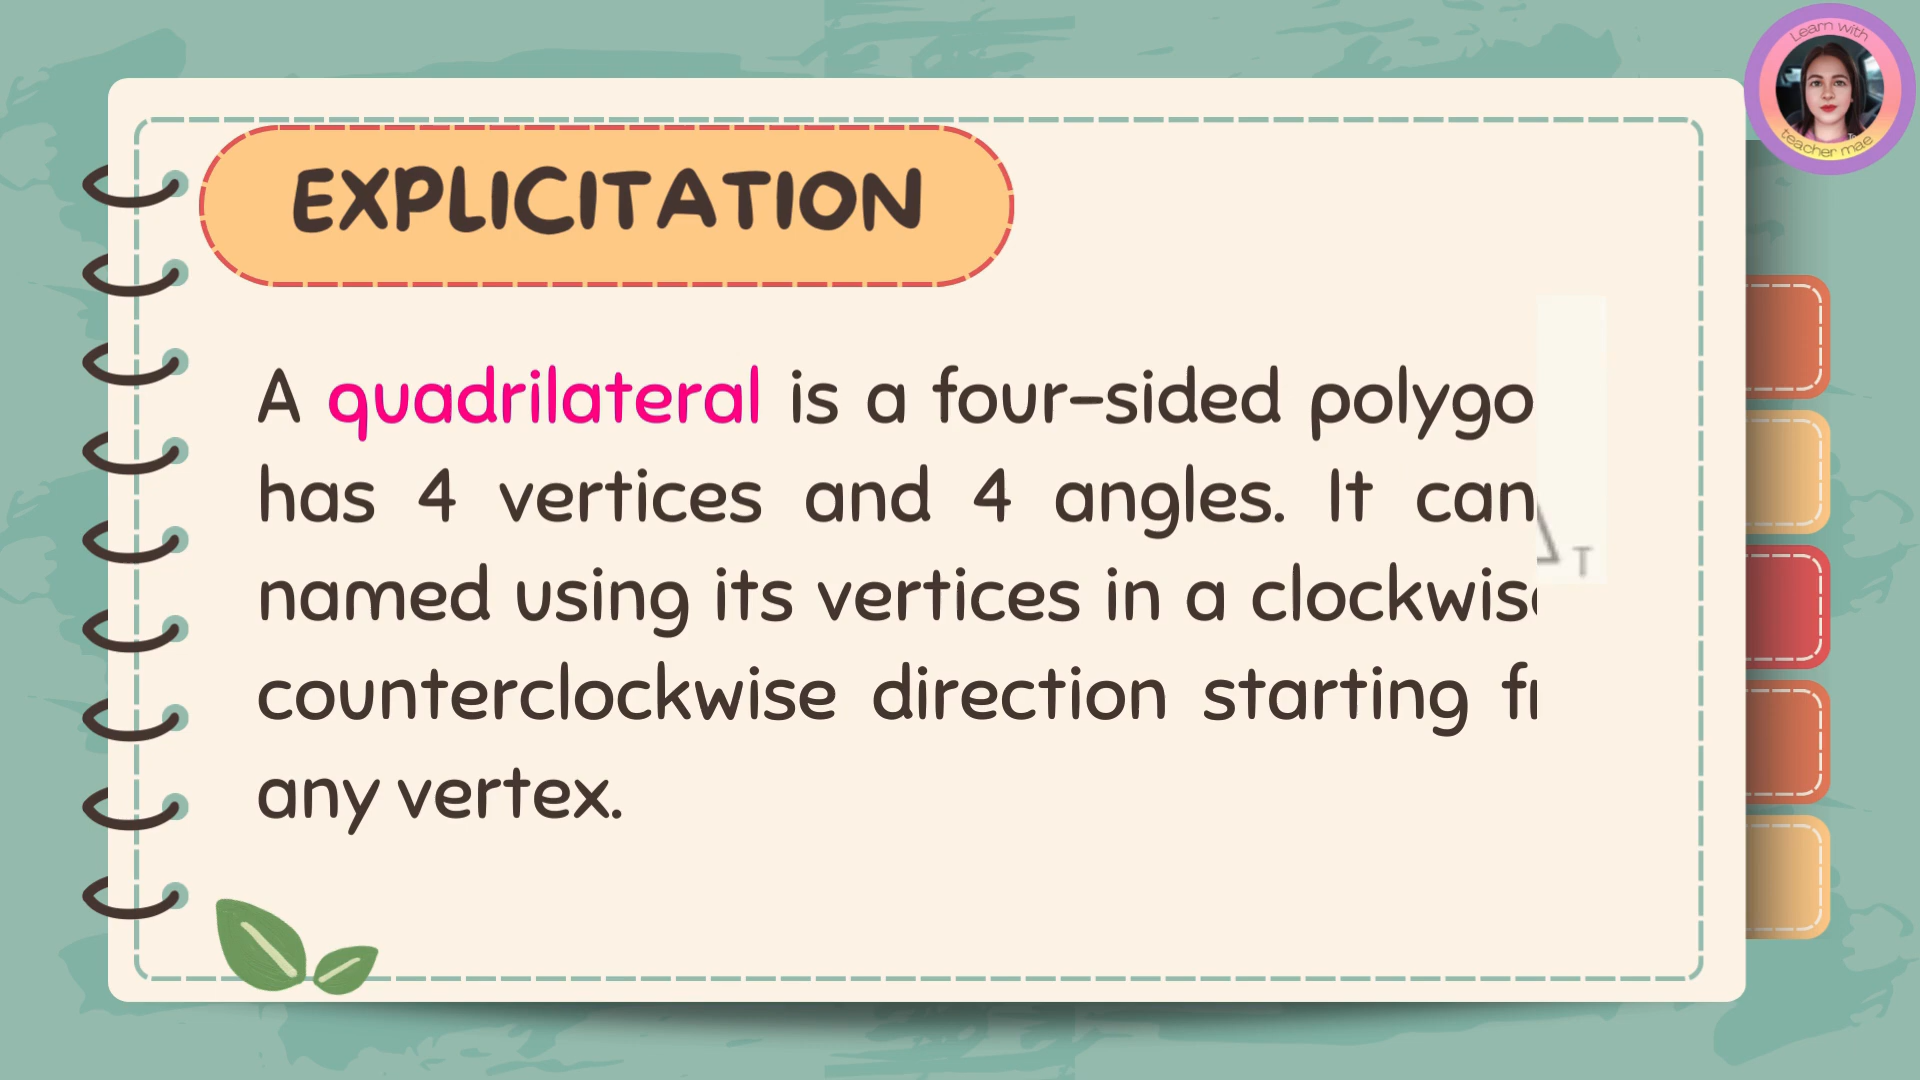 Learn with
teacher mae
EXPLICITATION
A quadrilateral is a four-sided polygo
has 4 vertices and 4 angles. It can
named using its vertices in a clockwis
counterclockwise direction starting f
any vertex.
T